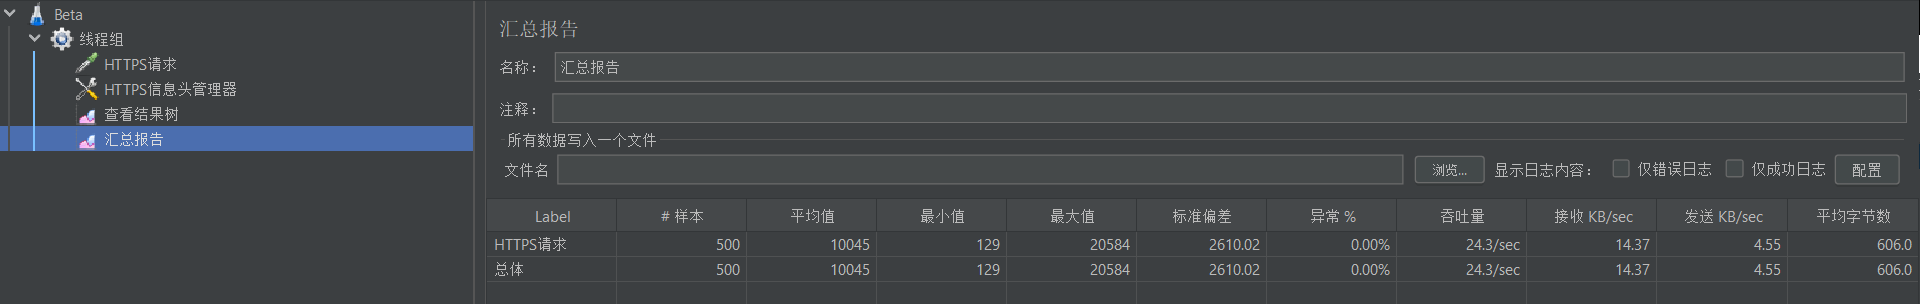 Beta
线程组
HTTPS请求
HTTPS信息头管理器
查看结果树
汇总报告
汇总报告
名称： 汇总报告
注释：
所有数据写入一个文件
文件名 浏览... 显示日志内容： 仅错误日志 仅成功日志 配置
Label # 样本 平均值 最小值 最大值 标准偏差 异常 % 吞吐量 接收 KB/sec 发送 KB/sec 平均字节数
HTTPS请求 500 10045 129 20584 2610.02 0.00% 24.3/sec 14.37 4.55 606.0
总体 500 10045 129 20584 2610.02 0.00% 24.3/sec 14.37 4.55 606.0